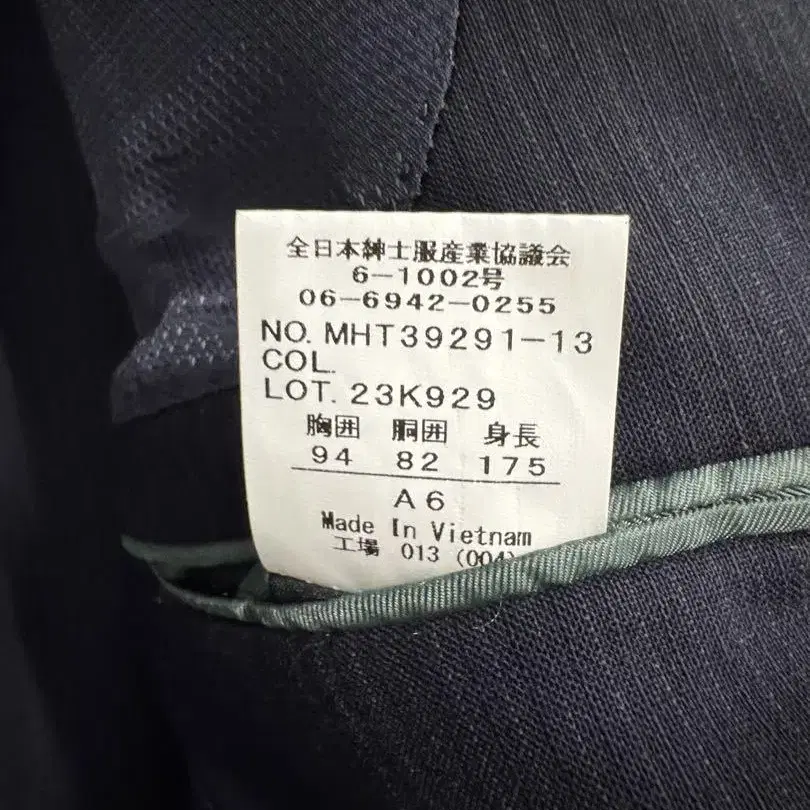 全日本紳士服産業協議会
6-1002号
06-6942-0255
NO. MHT39291-13
COL.
LOT. 23K929
胸囲 胴囲 身長
94 82 175
A6
Made In Vietnam
工場 013 (004)